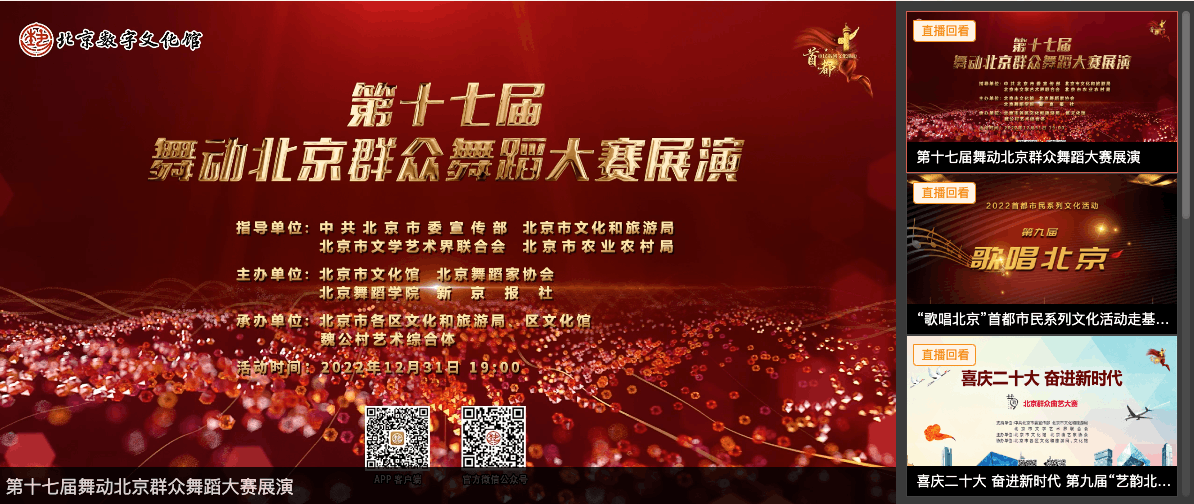 北京数字文化馆
首都
市民系列文化活动
第十七届
舞动北京群众舞蹈大赛展演
指导单位：中共北京市委宣传部 北京市文化和旅游局
北京市文学艺术界联合会 北京市农业农村局
主办单位：北京市文化馆 北京舞蹈家协会
北京舞蹈学院 新京报社
承办单位：北京市各区文化和旅游局、区文化馆
魏公村艺术综合体
活动时间：2022年12月31日 19:00
APP 客户端
官方微信公众号
第十七届舞动北京群众舞蹈大赛展演
直播回看
第十七届
舞动北京群众舞蹈大赛展演
第十七届舞动北京群众舞蹈大赛展演
直播回看
2022首都市民系列文化活动
第九届
歌唱北京
“歌唱北京”首都市民系列文化活动走基...
直播回看
喜庆二十大 奋进新时代
北京群众曲艺大赛
喜庆二十大 奋进新时代 第九届“艺韵北...